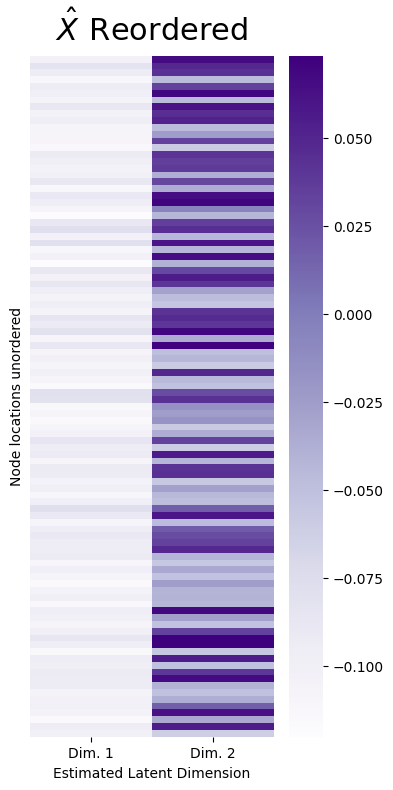 X̂ Reordered
Node locations unordered
0.050
0.025
0.000
−0.025
−0.050
−0.075
−0.100
Dim. 1
Dim. 2
Estimated Latent Dimension